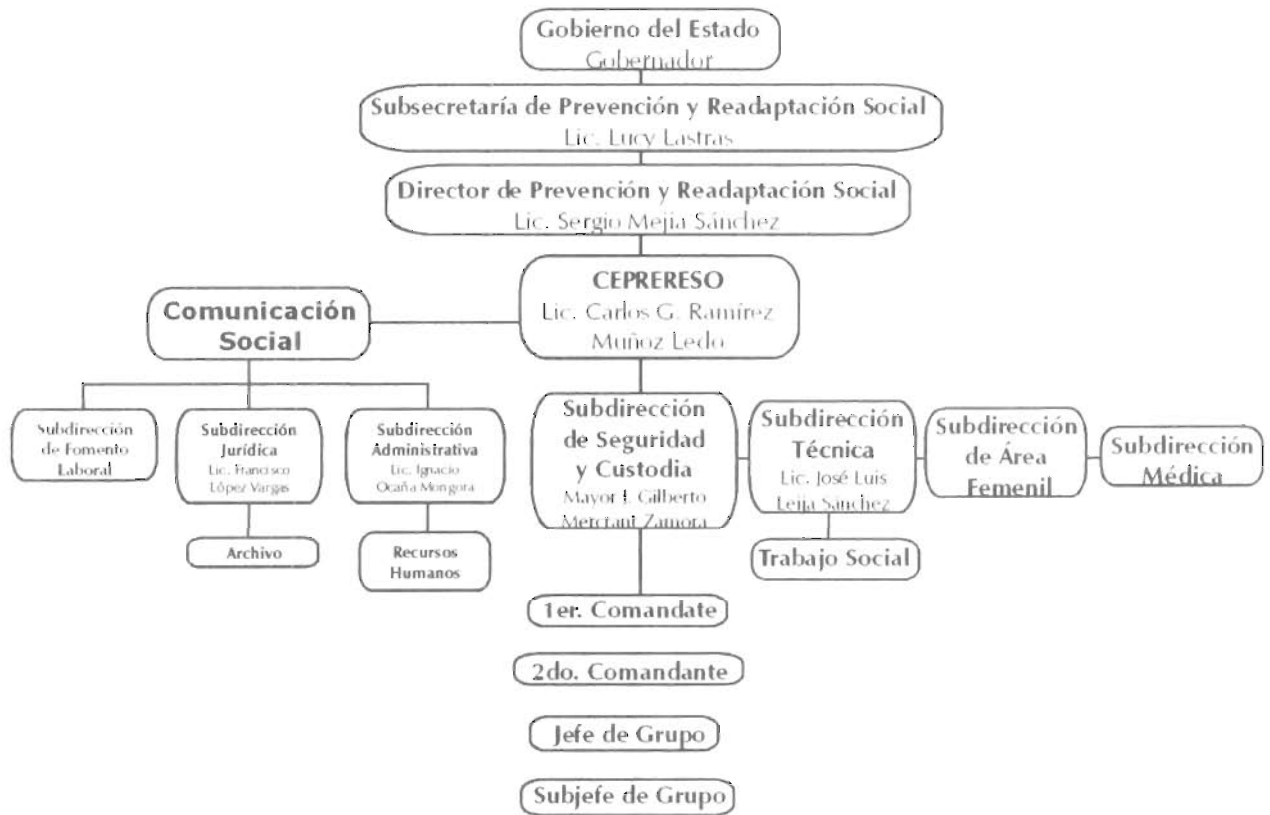 Gobierno del Estado
Gobernador
Subsecretaría de Prevención y Readaptación Social
Lic. Lucy Lastras
Director de Prevención y Readaptación Social
Lic. Sergio Mejia Sánchez
CEPRERESO
Lic. Carlos G. Ramírez
Muñoz Ledo
Comunicación
Social
Subdirección
de Fomento
Laboral
Subdirección
Jurídica
Lic. Francisco
López Vargas
Subdirección
Administrativa
Lic. Ignacio
Ocaña Mongora
Subdirección
de Seguridad
y Custodia
Mayor J. Gilberto
Merctant Zamora
Subdirección
Técnica
Lic. José Luis
Leija Sánchez
Subdirección
de Área
Femenil
Subdirección
Médica
Archivo
Recursos
Humanos
Trabajo Social
1er. Comandate
2do. Comandante
Jefe de Grupo
Subjefe de Grupo